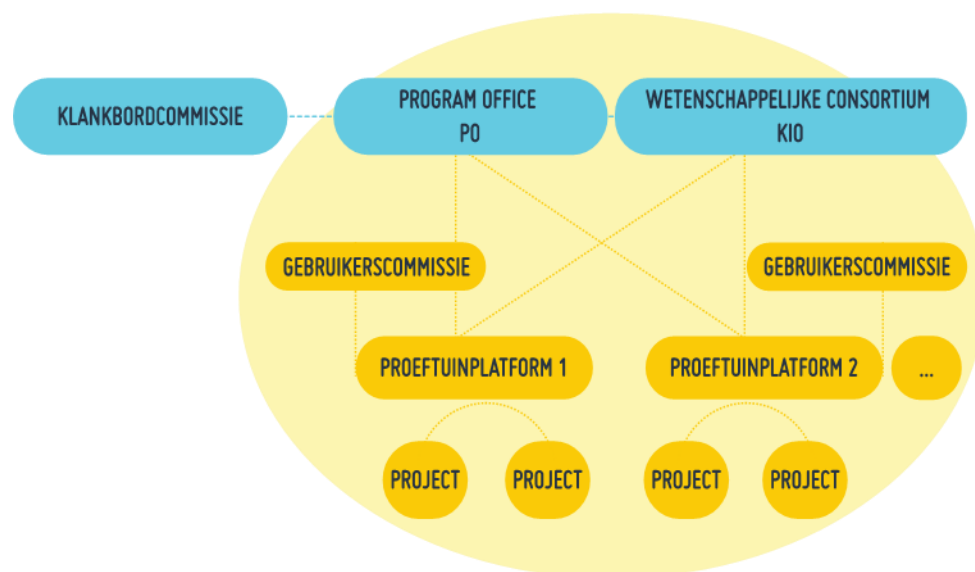 KLANKBORDCOMMISSIE
PROGRAM OFFICE
PO
WETENSCHAPPELIJKE CONSORTIUM
KIO
GEBRUIKERSCOMMISSIE
GEBRUIKERSCOMMISSIE
PROEFTUINPLATFORM 1
PROEFTUINPLATFORM 2
...
PROJECT
PROJECT
PROJECT
PROJECT